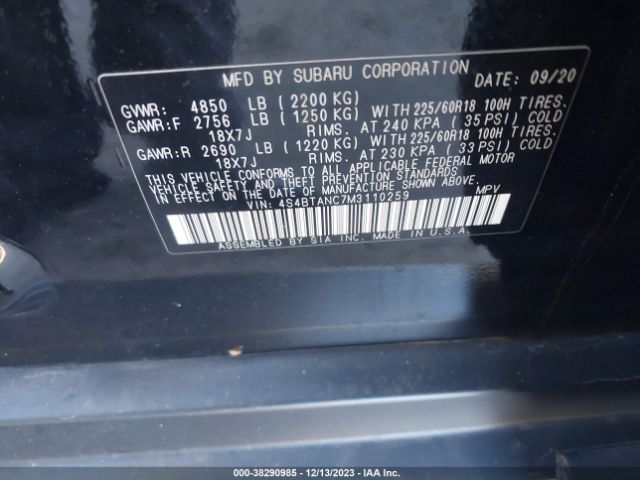 MFD BY SUBARU CORPORATION DATE: 09/20
GVWR: 4850 LB (2200 KG)
GAWR:F 2756 LB (1250 KG) WITH 225/60R18 100H TIRES.
18X7J RIMS. AT 240 KPA (35 PSI) COLD
GAWR:R 2690 LB (1220 KG) WITH 225/60R18 100H TIRES.
18X7J RIMS. AT 230 KPA (33 PSI) COLD
THIS VEHICLE CONFORMS TO ALL APPLICABLE FEDERAL MOTOR
VEHICLE SAFETY AND THEFT PREVENTION STANDARDS
IN EFFECT ON THE DATE OF MANUFACTURE SHOWN ABOVE.
VIN: 4S4BTANC7M3110259 MPV
ASSEMBLED BY SIA INC. MADE IN U.S.A
000-38290985 - 12/13/2023 - IAA Inc.